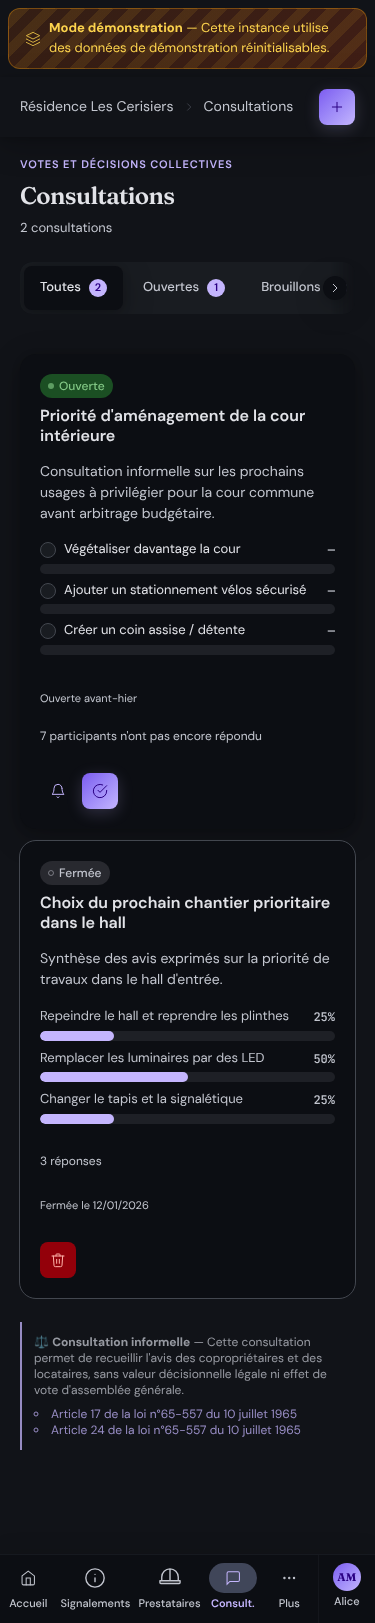 Mode démonstration — Cette instance utilise
des données de démonstration réinitialisables.
Résidence Les Cerisiers > Consultations
VOTES ET DÉCISIONS COLLECTIVES
Consultations
2 consultations
Toutes 2 Ouvertes 1 Brouillons
Ouverte
Priorité d'aménagement de la cour
intérieure
Consultation informelle sur les prochains
usages à privilégier pour la cour commune
avant arbitrage budgétaire.
Végétaliser davantage la cour –
Ajouter un stationnement vélos sécurisé –
Créer un coin assise / détente –
Ouverte avant-hier
7 participants n'ont pas encore répondu
Fermée
Choix du prochain chantier prioritaire
dans le hall
Synthèse des avis exprimés sur la priorité de
travaux dans le hall d'entrée.
Repeindre le hall et reprendre les plinthes 25%
Remplacer les luminaires par des LED 50%
Changer le tapis et la signalétique 25%
3 réponses
Fermée le 12/01/2026
⚖️ Consultation informelle — Cette consultation
permet de recueillir l'avis des copropriétaires et des
locataires, sans valeur décisionnelle légale ni effet de
vote d'assemblée générale.
Article 17 de la loi n°65-557 du 10 juillet 1965
Article 24 de la loi n°65-557 du 10 juillet 1965
AM
Accueil Signalements Prestataires Consult. Plus Alice